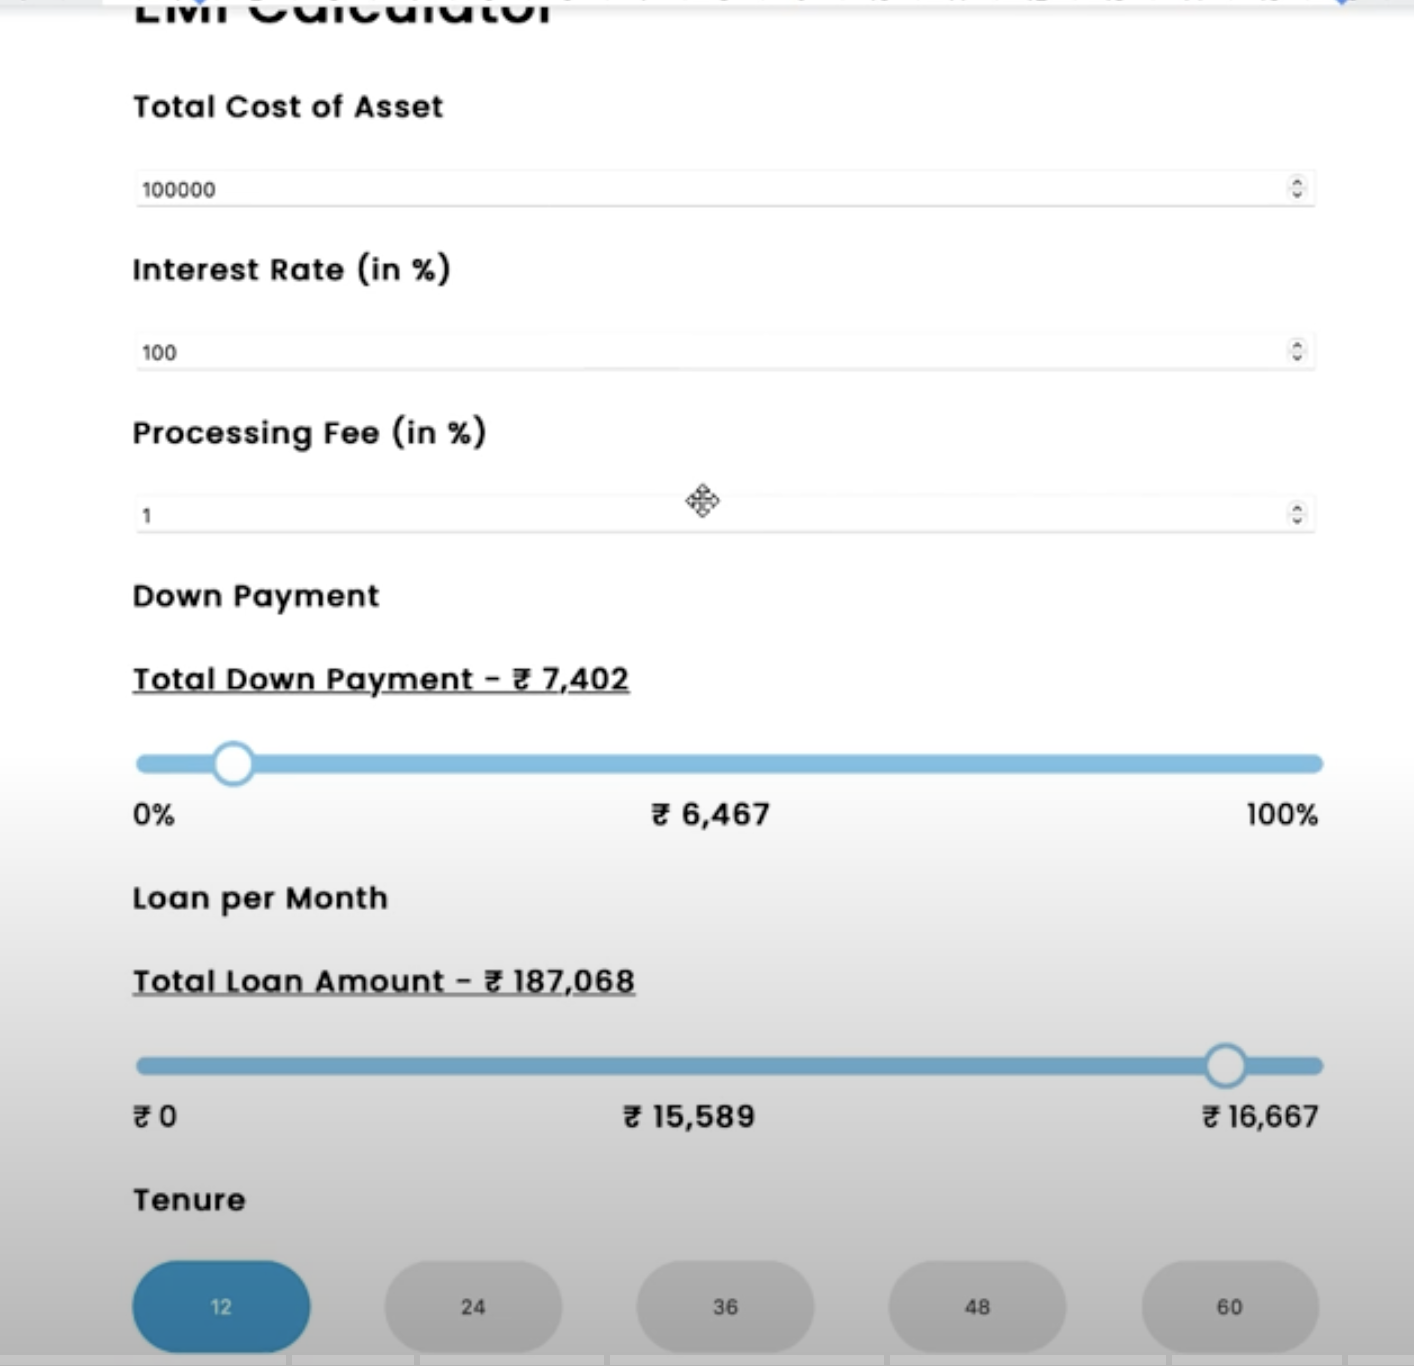 EMI Calculator
Total Cost of Asset
100000
Interest Rate (in %)
100
Processing Fee (in %)
1
Down Payment
Total Down Payment - ₹ 7,402
0% ₹ 6,467 100%
Loan per Month
Total Loan Amount - ₹ 187,068
₹ 0 ₹ 15,589 ₹ 16,667
Tenure
12 24 36 48 60